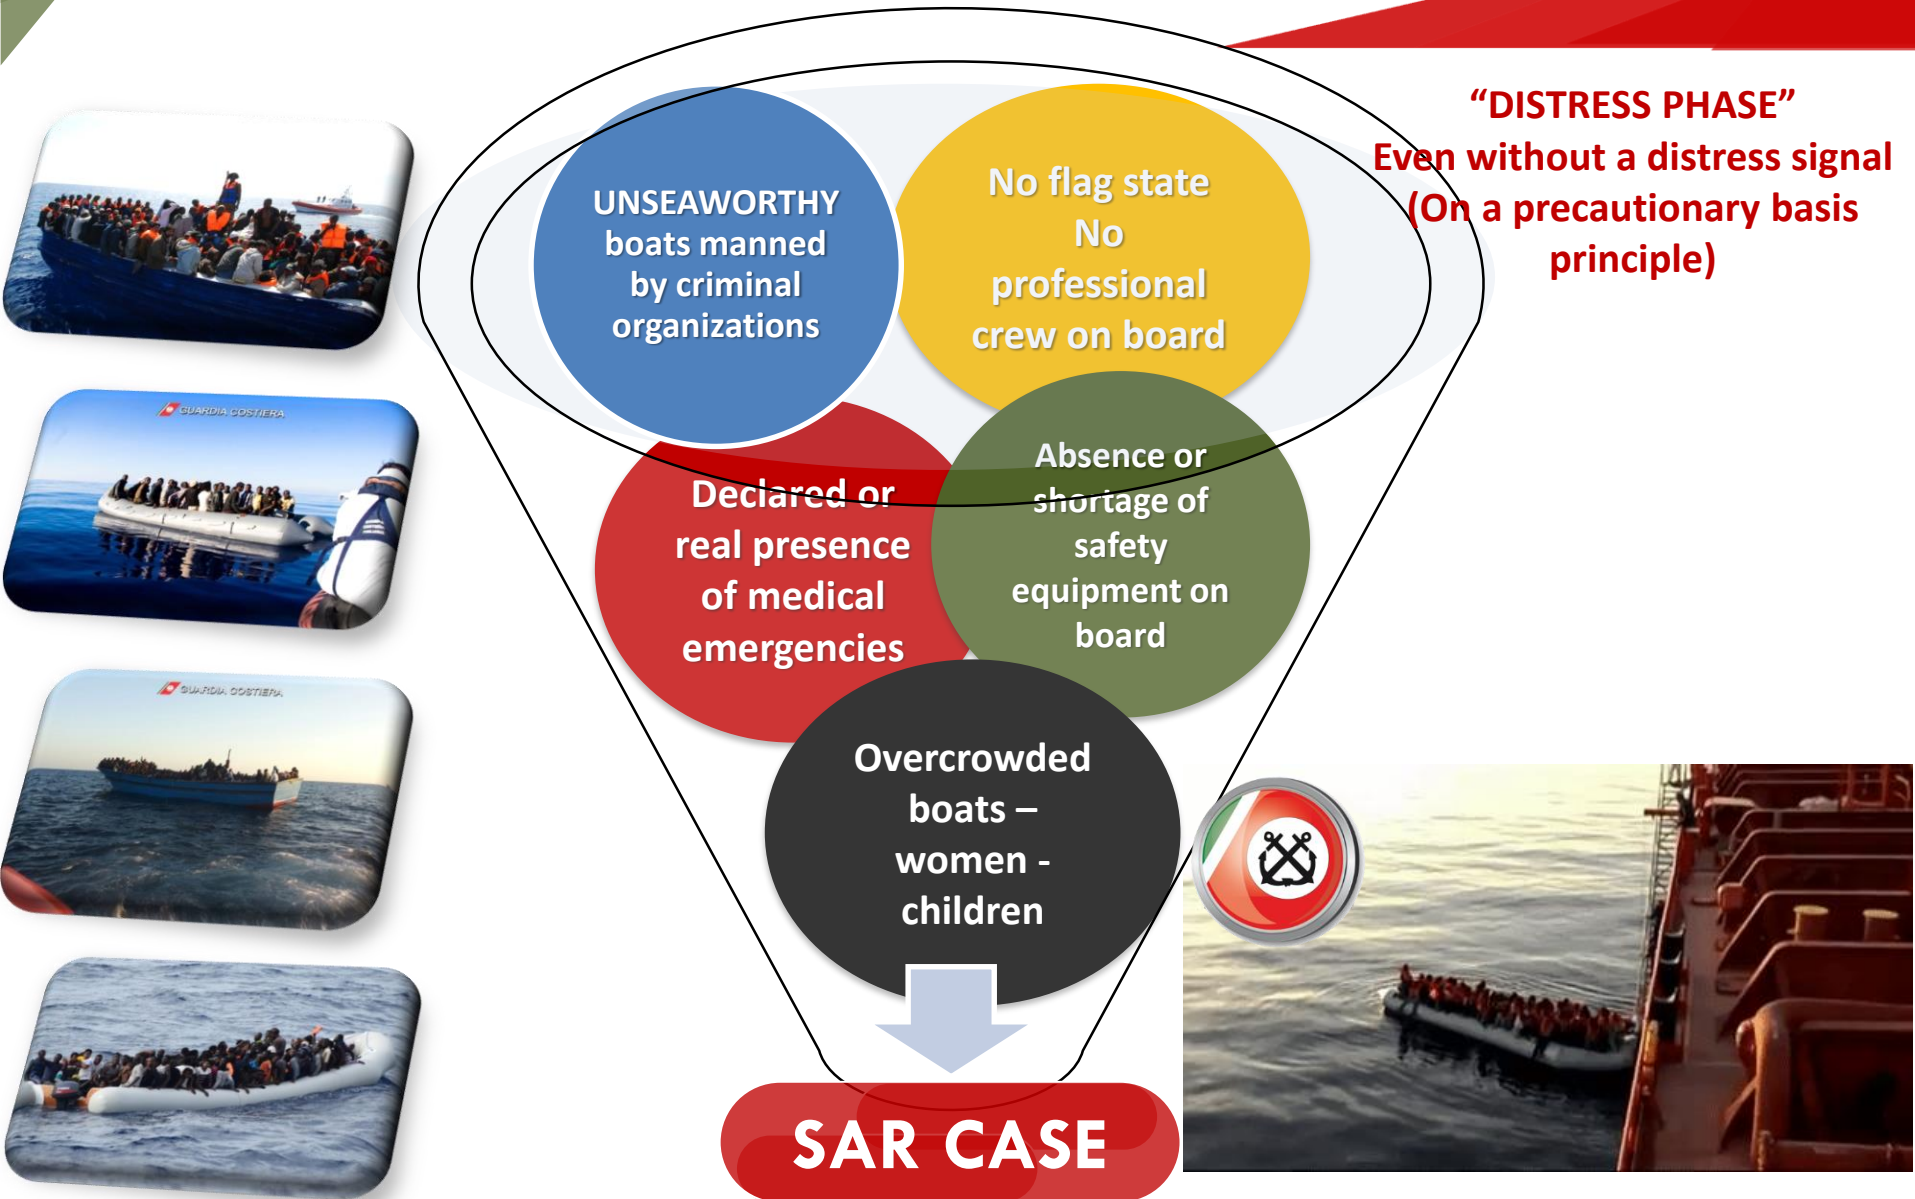 “DISTRESS PHASE”
Even without a distress signal
(On a precautionary basis
principle)
UNSEAWORTHY
boats manned
by criminal
organizations
No flag state
No
professional
crew on board
Declared or
real presence
of medical
emergencies
Absence or
shortage of
safety
equipment on
board
Overcrowded
boats –
women -
children
SAR CASE
GUARDIA COSTIERA
GUARDIA COSTIERA